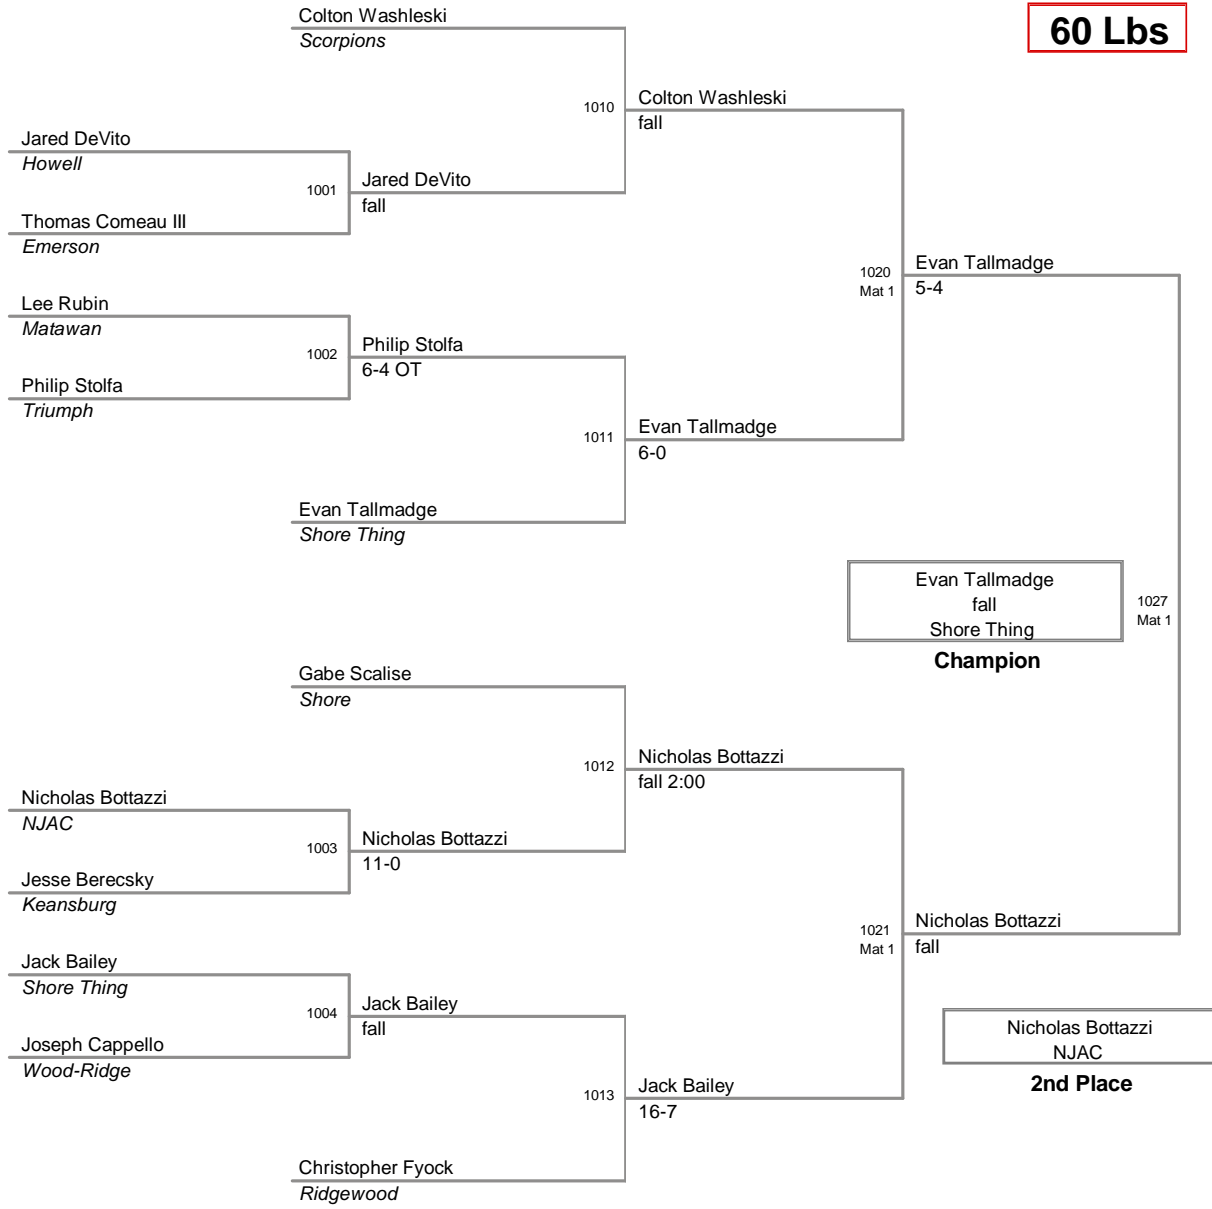 Colton Washleski
Scorpions
60 Lbs
1010
Colton Washleski
fall
Jared DeVito
Howell
1001
Jared DeVito
fall
Thomas Comeau III
Emerson
1020
Mat 1
Evan Tallmadge
5-4
Lee Rubin
Matawan
1002
Philip Stolfa
6-4 OT
Philip Stolfa
Triumph
1011
Evan Tallmadge
6-0
Evan Tallmadge
Shore Thing
Evan Tallmadge
fall
Shore Thing
Champion
1027
Mat 1
Gabe Scalise
Shore
1012
Nicholas Bottazzi
fall 2:00
Nicholas Bottazzi
NJAC
1003
Nicholas Bottazzi
11-0
Jesse Berecsky
Keansburg
1021
Mat 1
Nicholas Bottazzi
fall
Jack Bailey
Shore Thing
1004
Jack Bailey
fall
Joseph Cappello
Wood-Ridge
Nicholas Bottazzi
NJAC
2nd Place
1013
Jack Bailey
16-7
Christopher Fyock
Ridgewood